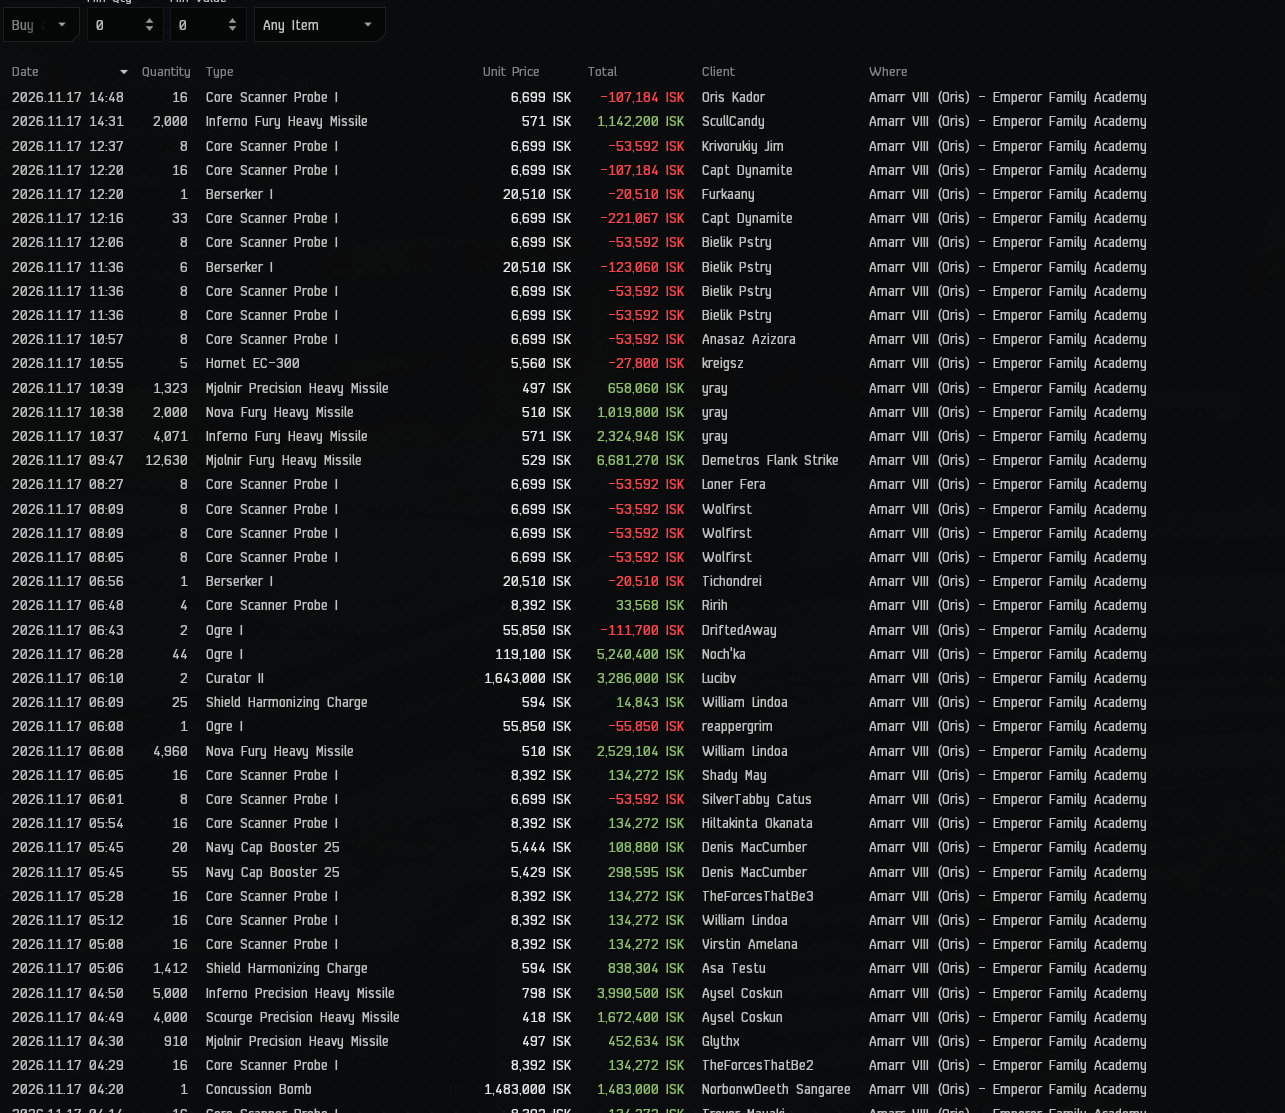 Buy 0 0 Any Item
Date Quantity Type Unit Price Total Client Where
2026.11.17 14:48 16 Core Scanner Probe I 6,699 ISK -107,184 ISK Oris Kador Amarr VIII (Oris) - Emperor Family Academy
2026.11.17 14:31 2,000 Inferno Fury Heavy Missile 571 ISK 1,142,200 ISK ScullCandy Amarr VIII (Oris) - Emperor Family Academy
2026.11.17 12:37 8 Core Scanner Probe I 6,699 ISK -53,592 ISK Krivorukiy Jim Amarr VIII (Oris) - Emperor Family Academy
2026.11.17 12:20 16 Core Scanner Probe I 6,699 ISK -107,184 ISK Capt Dynamite Amarr VIII (Oris) - Emperor Family Academy
2026.11.17 12:20 1 Berserker I 20,510 ISK -20,510 ISK Furkaany Amarr VIII (Oris) - Emperor Family Academy
2026.11.17 12:16 33 Core Scanner Probe I 6,699 ISK -221,067 ISK Capt Dynamite Amarr VIII (Oris) - Emperor Family Academy
2026.11.17 12:06 8 Core Scanner Probe I 6,699 ISK -53,592 ISK Bielik Pstry Amarr VIII (Oris) - Emperor Family Academy
2026.11.17 11:36 6 Berserker I 20,510 ISK -123,060 ISK Bielik Pstry Amarr VIII (Oris) - Emperor Family Academy
2026.11.17 11:36 8 Core Scanner Probe I 6,699 ISK -53,592 ISK Bielik Pstry Amarr VIII (Oris) - Emperor Family Academy
2026.11.17 11:36 8 Core Scanner Probe I 6,699 ISK -53,592 ISK Bielik Pstry Amarr VIII (Oris) - Emperor Family Academy
2026.11.17 10:57 8 Core Scanner Probe I 6,699 ISK -53,592 ISK Anasaz Azizora Amarr VIII (Oris) - Emperor Family Academy
2026.11.17 10:55 5 Hornet EC-300 5,560 ISK -27,800 ISK kreigsz Amarr VIII (Oris) - Emperor Family Academy
2026.11.17 10:39 1,323 Mjolnir Precision Heavy Missile 497 ISK 658,060 ISK yray Amarr VIII (Oris) - Emperor Family Academy
2026.11.17 10:38 2,000 Nova Fury Heavy Missile 510 ISK 1,019,800 ISK yray Amarr VIII (Oris) - Emperor Family Academy
2026.11.17 10:37 4,071 Inferno Fury Heavy Missile 571 ISK 2,324,948 ISK yray Amarr VIII (Oris) - Emperor Family Academy
2026.11.17 09:47 12,630 Mjolnir Fury Heavy Missile 529 ISK 6,681,270 ISK Demetros Flank Strike Amarr VIII (Oris) - Emperor Family Academy
2026.11.17 08:27 8 Core Scanner Probe I 6,699 ISK -53,592 ISK Loner Fera Amarr VIII (Oris) - Emperor Family Academy
2026.11.17 08:09 8 Core Scanner Probe I 6,699 ISK -53,592 ISK Wolfirst Amarr VIII (Oris) - Emperor Family Academy
2026.11.17 08:09 8 Core Scanner Probe I 6,699 ISK -53,592 ISK Wolfirst Amarr VIII (Oris) - Emperor Family Academy
2026.11.17 08:05 8 Core Scanner Probe I 6,699 ISK -53,592 ISK Wolfirst Amarr VIII (Oris) - Emperor Family Academy
2026.11.17 06:56 1 Berserker I 20,510 ISK -20,510 ISK Tichondrei Amarr VIII (Oris) - Emperor Family Academy
2026.11.17 06:48 4 Core Scanner Probe I 8,392 ISK 33,568 ISK Ririh Amarr VIII (Oris) - Emperor Family Academy
2026.11.17 06:43 2 Ogre I 55,850 ISK -111,700 ISK DriftedAway Amarr VIII (Oris) - Emperor Family Academy
2026.11.17 06:28 44 Ogre I 119,100 ISK 5,240,400 ISK Noch'ka Amarr VIII (Oris) - Emperor Family Academy
2026.11.17 06:10 2 Curator II 1,643,000 ISK 3,286,000 ISK Lucibv Amarr VIII (Oris) - Emperor Family Academy
2026.11.17 06:09 25 Shield Harmonizing Charge 594 ISK 14,843 ISK William Lindoa Amarr VIII (Oris) - Emperor Family Academy
2026.11.17 06:08 1 Ogre I 55,850 ISK -55,850 ISK reappergrim Amarr VIII (Oris) - Emperor Family Academy
2026.11.17 06:08 4,960 Nova Fury Heavy Missile 510 ISK 2,529,104 ISK William Lindoa Amarr VIII (Oris) - Emperor Family Academy
2026.11.17 06:05 16 Core Scanner Probe I 8,392 ISK 134,272 ISK Shady May Amarr VIII (Oris) - Emperor Family Academy
2026.11.17 06:01 8 Core Scanner Probe I 6,699 ISK -53,592 ISK SilverTabby Catus Amarr VIII (Oris) - Emperor Family Academy
2026.11.17 05:54 16 Core Scanner Probe I 8,392 ISK 134,272 ISK Hiltakinta Okanata Amarr VIII (Oris) - Emperor Family Academy
2026.11.17 05:45 20 Navy Cap Booster 25 5,444 ISK 108,880 ISK Denis MacCumber Amarr VIII (Oris) - Emperor Family Academy
2026.11.17 05:45 55 Navy Cap Booster 25 5,429 ISK 298,595 ISK Denis MacCumber Amarr VIII (Oris) - Emperor Family Academy
2026.11.17 05:28 16 Core Scanner Probe I 8,392 ISK 134,272 ISK TheForcesThatBe3 Amarr VIII (Oris) - Emperor Family Academy
2026.11.17 05:12 16 Core Scanner Probe I 8,392 ISK 134,272 ISK William Lindoa Amarr VIII (Oris) - Emperor Family Academy
2026.11.17 05:08 16 Core Scanner Probe I 8,392 ISK 134,272 ISK Virstin Amelana Amarr VIII (Oris) - Emperor Family Academy
2026.11.17 05:06 1,412 Shield Harmonizing Charge 594 ISK 838,304 ISK Asa Testu Amarr VIII (Oris) - Emperor Family Academy
2026.11.17 04:50 5,000 Inferno Precision Heavy Missile 798 ISK 3,990,500 ISK Aysel Coskun Amarr VIII (Oris) - Emperor Family Academy
2026.11.17 04:49 4,000 Scourge Precision Heavy Missile 418 ISK 1,672,400 ISK Aysel Coskun Amarr VIII (Oris) - Emperor Family Academy
2026.11.17 04:30 910 Mjolnir Precision Heavy Missile 497 ISK 452,634 ISK Glythx Amarr VIII (Oris) - Emperor Family Academy
2026.11.17 04:29 16 Core Scanner Probe I 8,392 ISK 134,272 ISK TheForcesThatBe2 Amarr VIII (Oris) - Emperor Family Academy
2026.11.17 04:20 1 Concussion Bomb 1,483,000 ISK 1,483,000 ISK NorbonwDeeth Sangaree Amarr VIII (Oris) - Emperor Family Academy